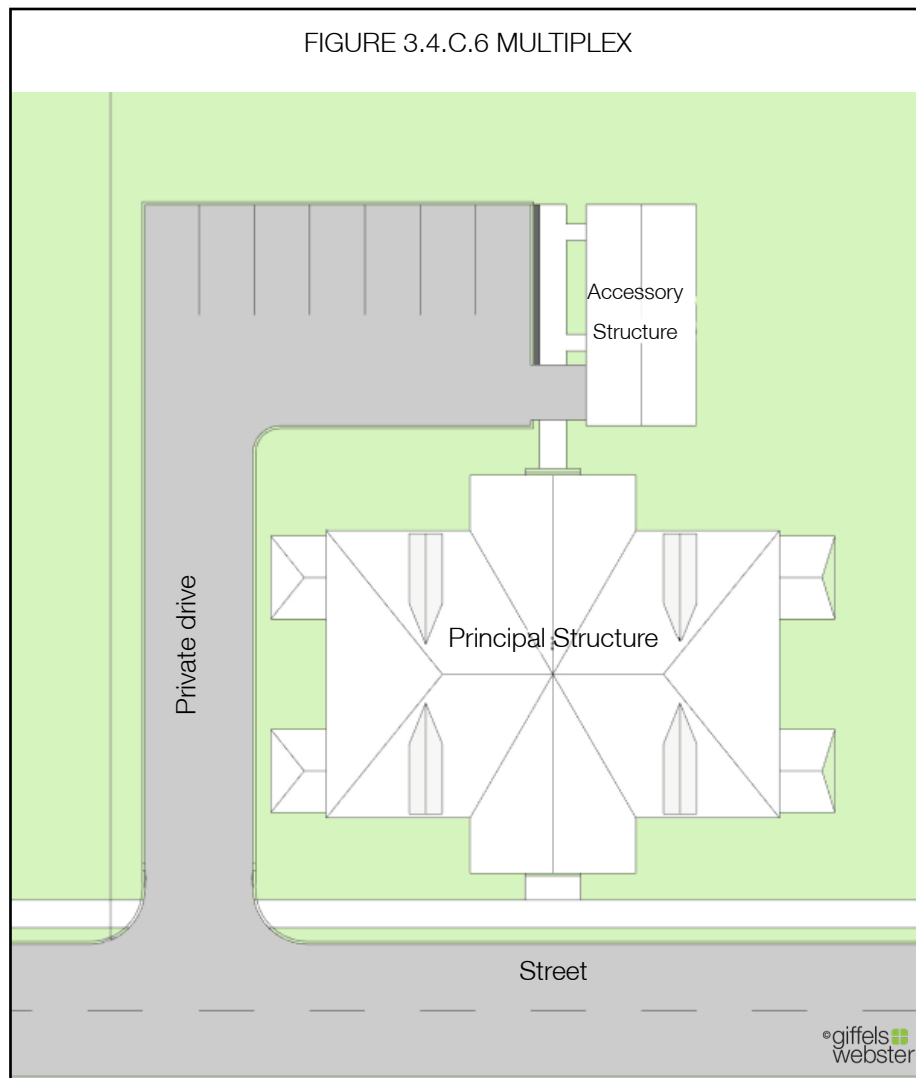 FIGURE 3.4.C.6 MULTIPLEX
Accessory
Structure
Principal Structure
Private drive
Street
©giffels
webster